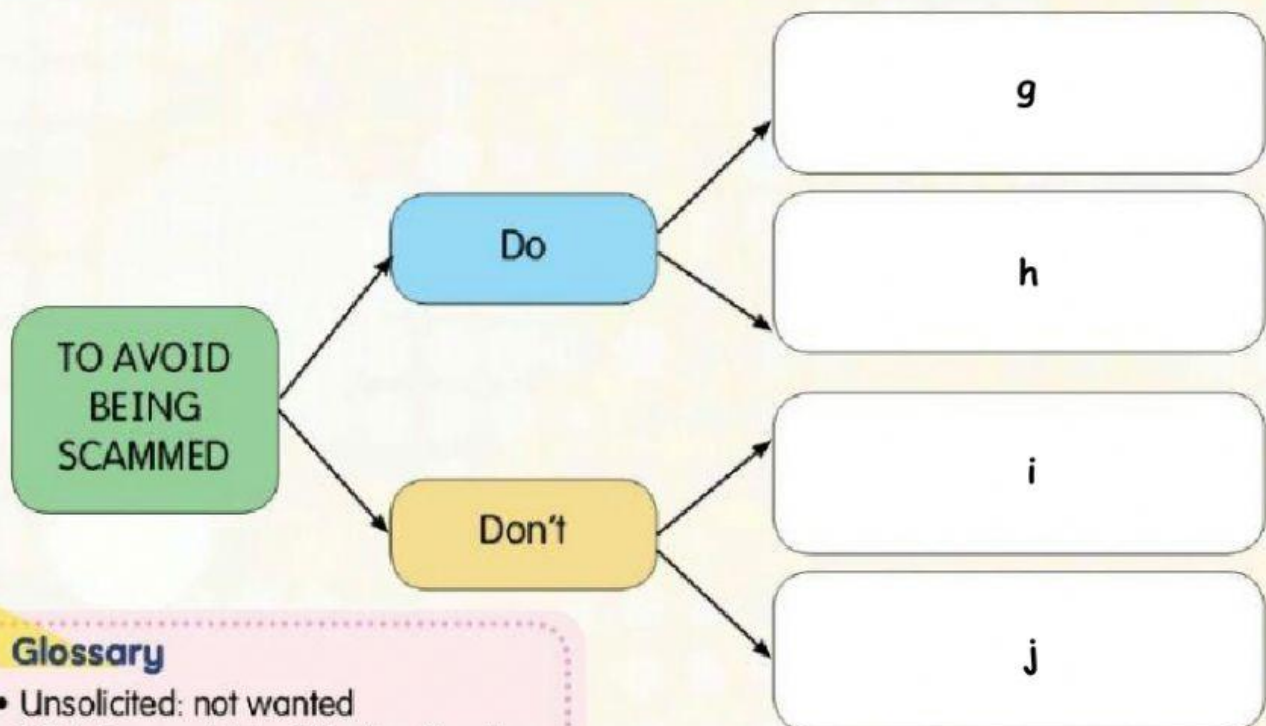 g
Do
h
TO AVOID
BEING
SCAMMED
i
Don't
j
Glossary
• Unsolicited: not wanted